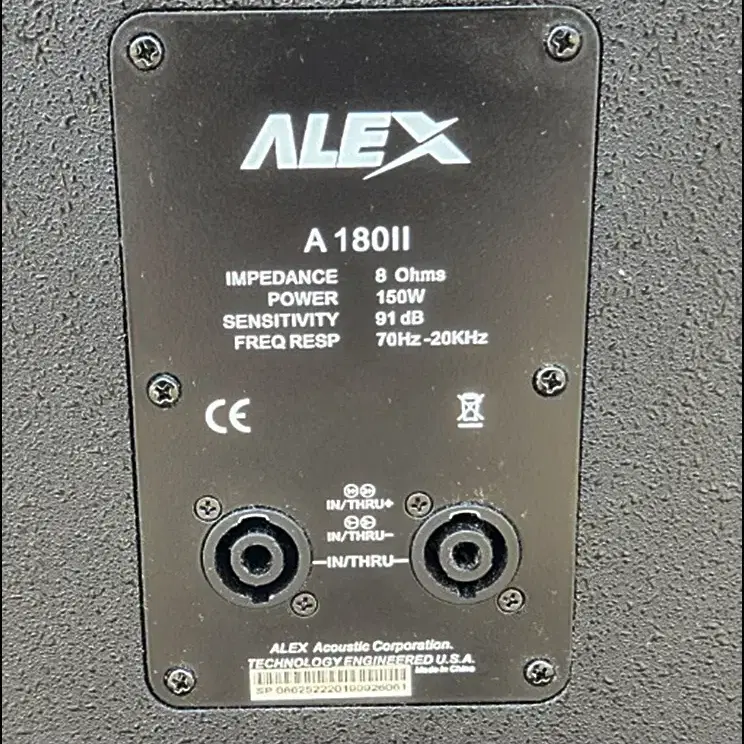 ALEX
A 180II
IMPEDANCE 8 Ohms
POWER 150W
SENSITIVITY 91 dB
FREQ RESP 70Hz -20KHz
CE
IN/THRU+
IN/THRU-
IN/THRU
ALEX Acoustic Corporation.
TECHNOLOGY ENGINEERED U.S.A.
Made in China